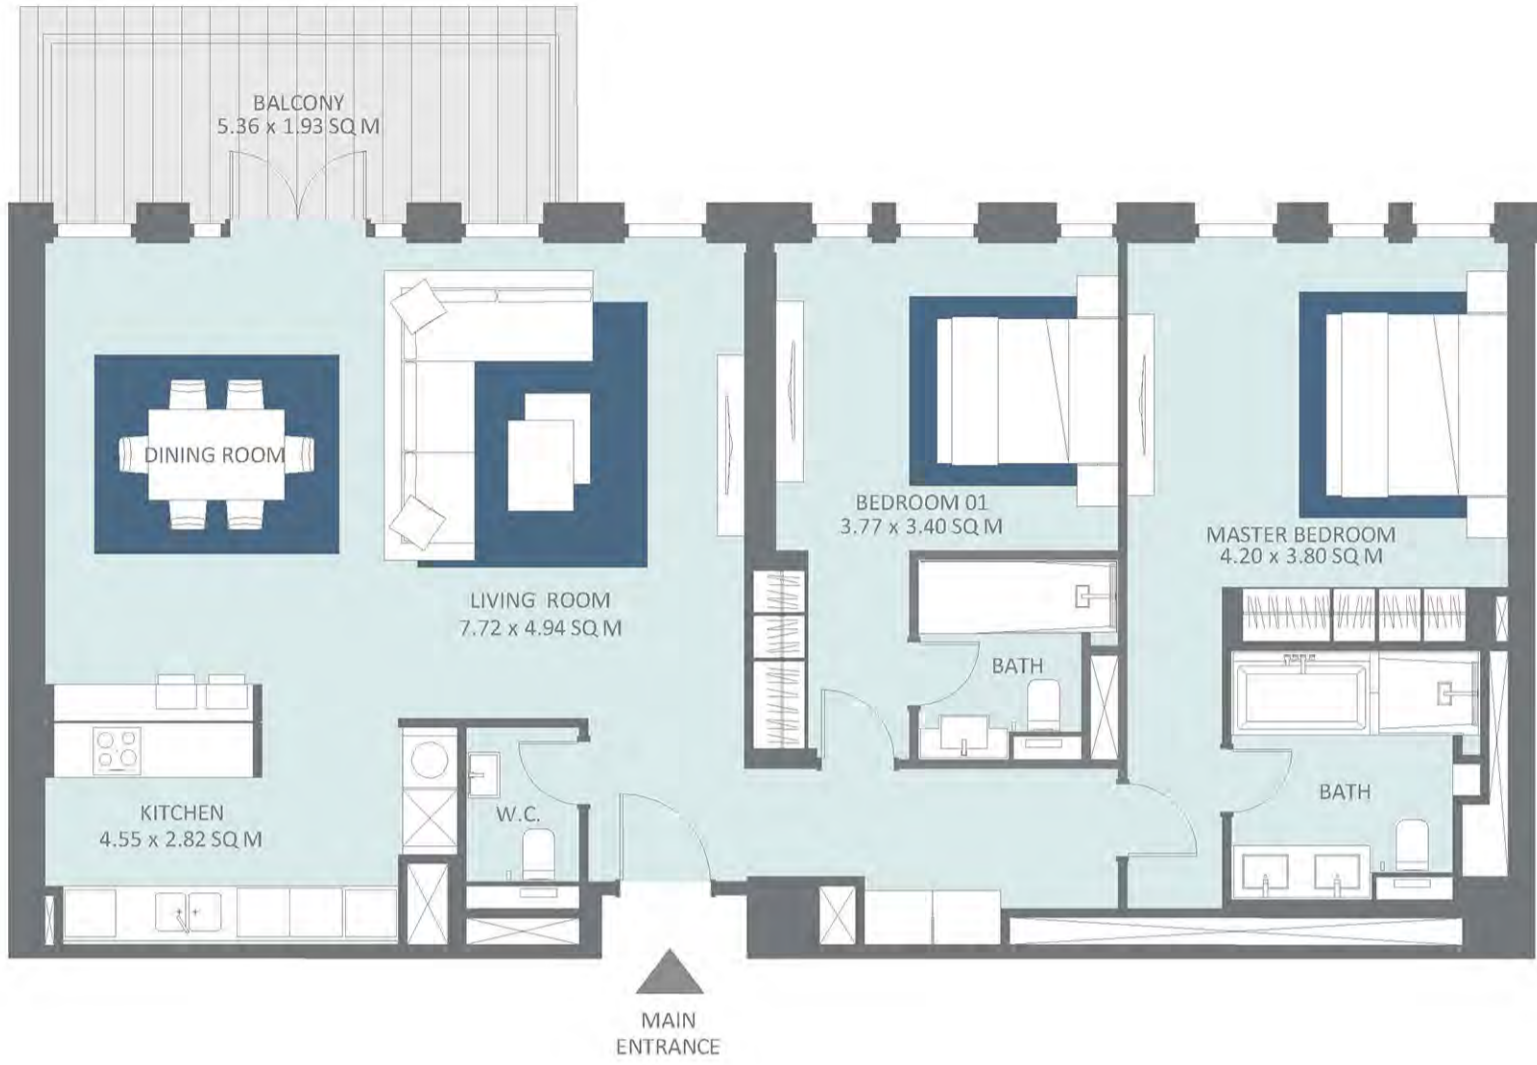 BALCONY
5.36 x 1.93 SQ M
DINING ROOM
LIVING ROOM
7.72 x 4.94 SQ M
BEDROOM 01
3.77 x 3.40 SQ M
MASTER BEDROOM
4.20 x 3.80 SQ M
BATH
BATH
KITCHEN
4.55 x 2.82 SQ M
W.C.
MAIN
ENTRANCE